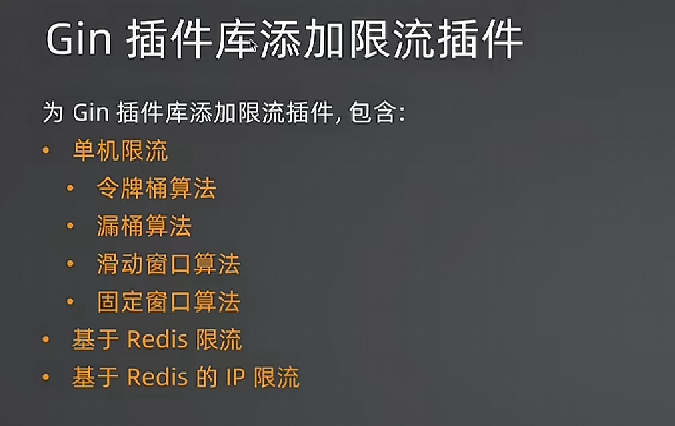 Gin 插件库添加限流插件
为 Gin 插件库添加限流插件, 包含:
• 单机限流
• 令牌桶算法
• 漏桶算法
• 滑动窗口算法
• 固定窗口算法
• 基于 Redis 限流
• 基于 Redis 的 IP 限流